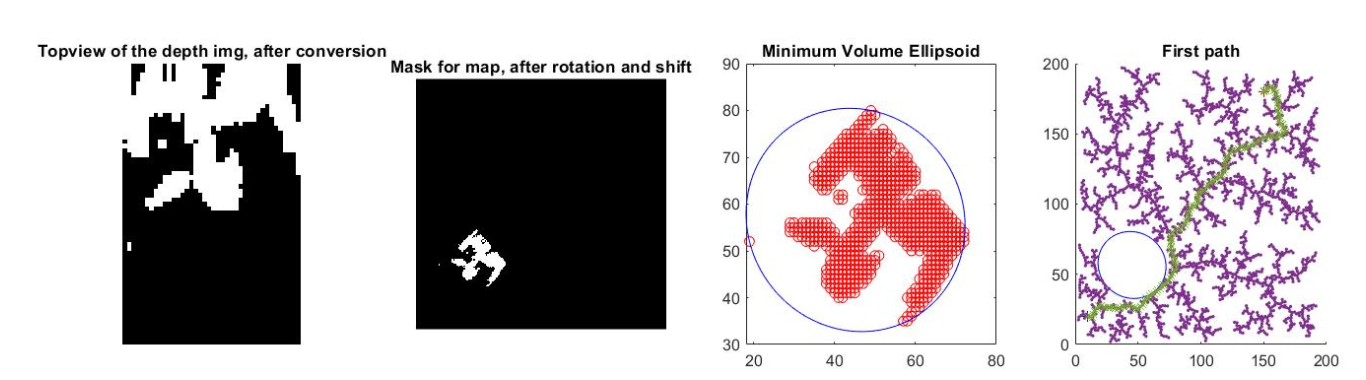 Topview of the depth img, after conversion
Mask for map, after rotation and shift
Minimum Volume Ellipsoid
90
80
70
60
50
40
30
20 40 60 80
First path
200
150
100
50
0
0 50 100 150 200